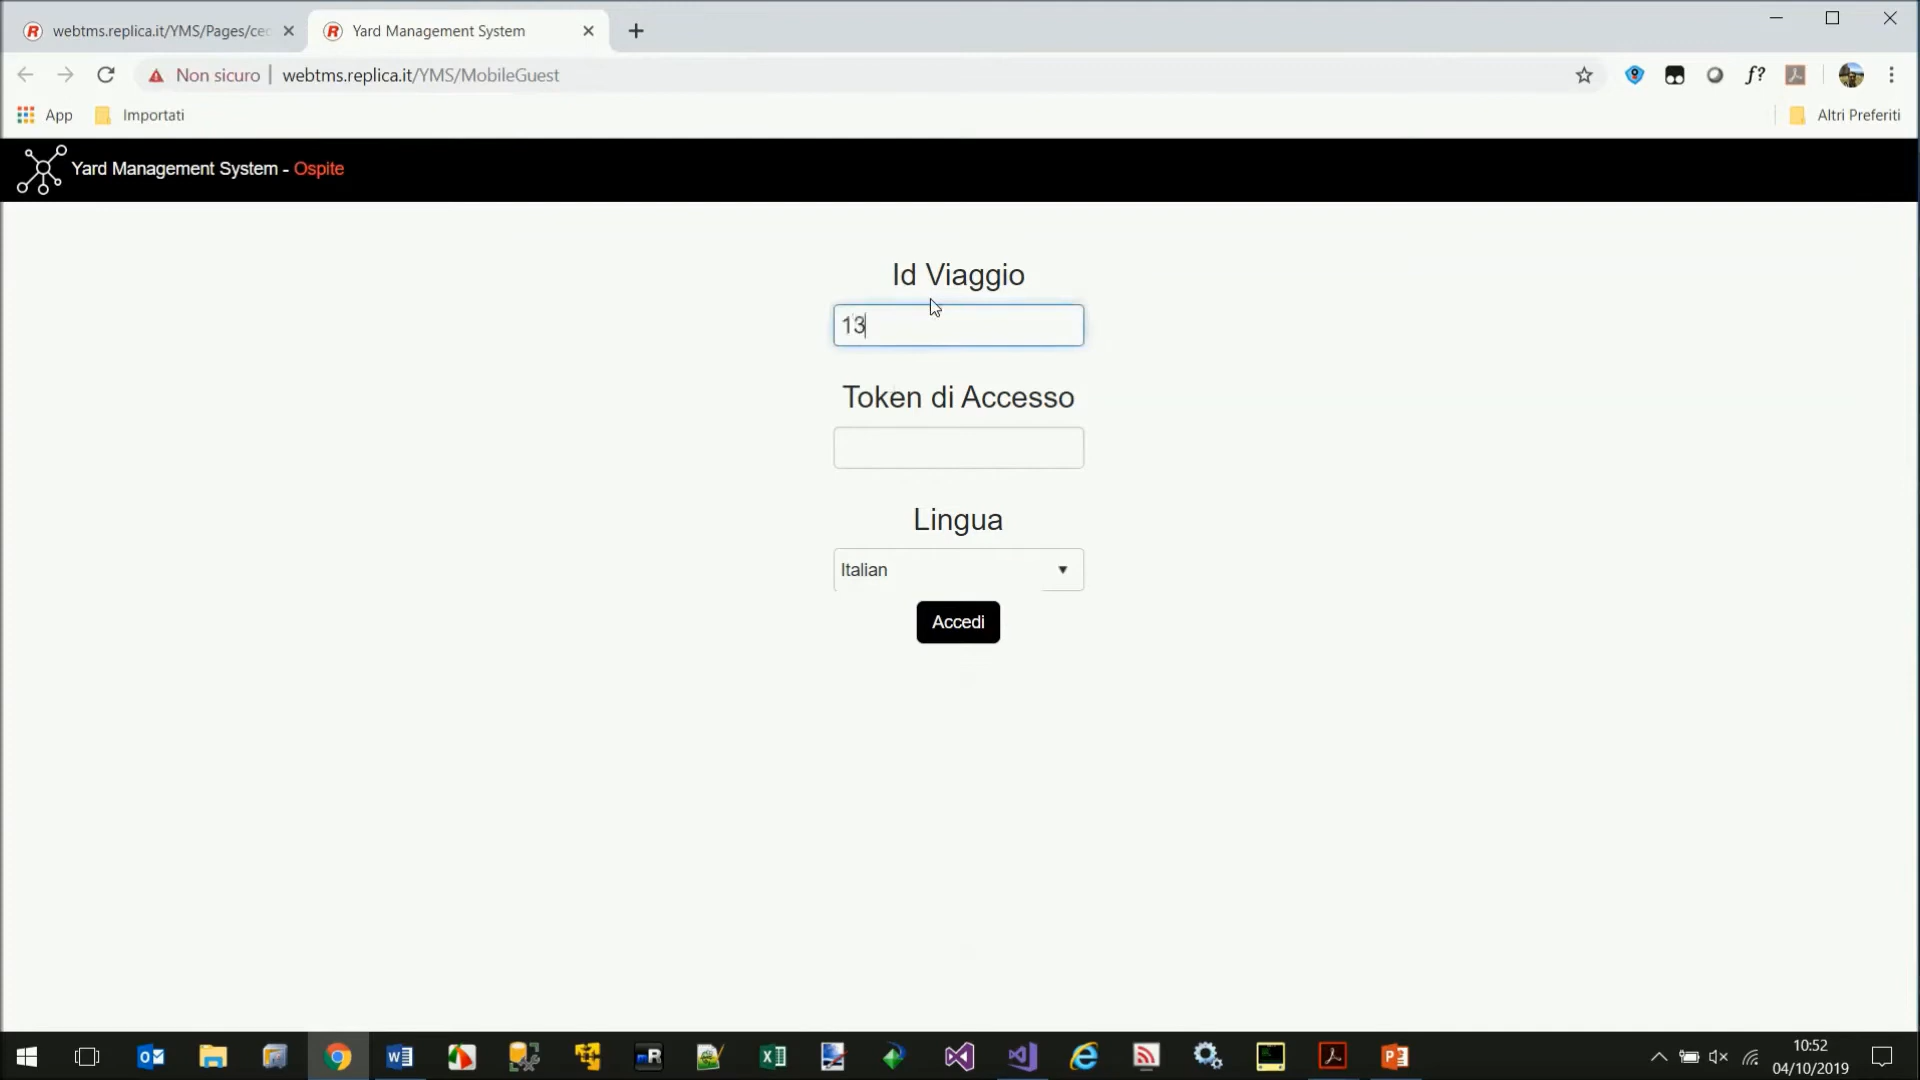 webtms.replica.it/YMS/Pages/ce
Yard Management System
Non sicuro
webtms.replica.it/YMS/MobileGuest
f?
App
Importati
Altri Preferiti
Yard Management System - Ospite
Id Viaggio
13
Token di Accesso
Lingua
Italian
Accedi
10:52
04/10/2019